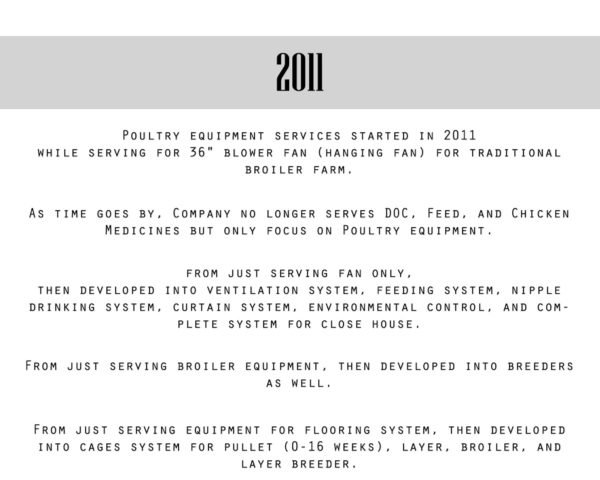 2011
Poultry equipment services started in 2011
while serving for 36” blower fan (hanging fan) for traditional
broiler farm.
As time goes by, Company no longer serves DOC, Feed, and Chicken
Medicines but only focus on Poultry equipment.
from just serving fan only,
then developed into ventilation system, feeding system, nipple
drinking system, curtain system, environmental control, and com-
plete system for close house.
From just serving broiler equipment, then developed into breeders
as well.
From just serving equipment for flooring system, then developed
into cages system for pullet (0-16 weeks), layer, broiler, and
layer breeder.